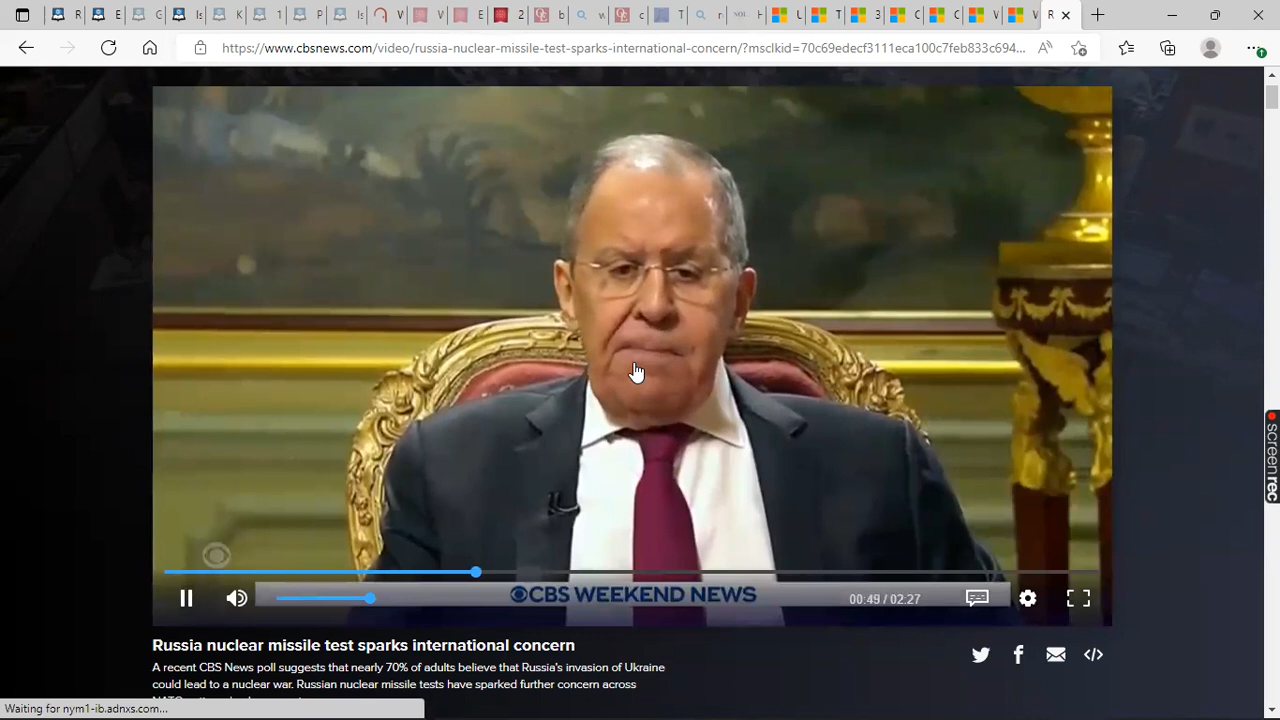 https://www.cbsnews.com/video/russia-nuclear-missile-test-sparks-international-concern/?msclkid=70c69edecf3111eca100c7feb833c694...
CBS WEEKEND NEWS
00:49 / 02:27
Russia nuclear missile test sparks international concern
A recent CBS News poll suggests that nearly 70% of adults believe that Russia's invasion of Ukraine
could lead to a nuclear war. Russian nuclear missile tests have sparked further concern across
Waiting for nym1-ib.adnxs.com...
screenrec